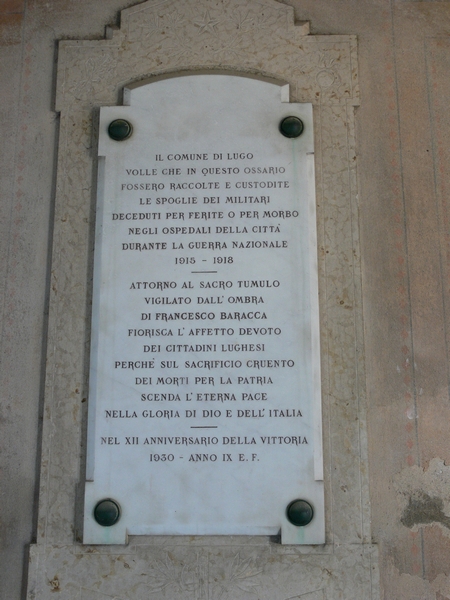 IL COMUNE DI LUGO
VOLLE CHE IN QUESTO OSSARIO
FOSSERO RACCOLTE E CUSTODITE
LE SPOGLIE DEI MILITARI
DECEDUTI PER FERITE O PER MORBO
NEGLI OSPEDALI DELLA CITTA'
DURANTE LA GUERRA NAZIONALE
1915 - 1918
ATTORNO AL SACRO TUMULO
VIGILATO DALL'OMBRA
DI FRANCESCO BARACCA
FIORISCA L'AFFETTO DEVOTO
DEI CITTADINI LUGHESI
PERCHE' SUL SACRIFICIO CRUENTO
DEI MORTI PER LA PATRIA
SCENDA L'ETERNA PACE
NELLA GLORIA DI DIO E DELL'ITALIA
NEL XII ANNIVERSARIO DELLA VITTORIA
1930 - ANNO IX E. F.